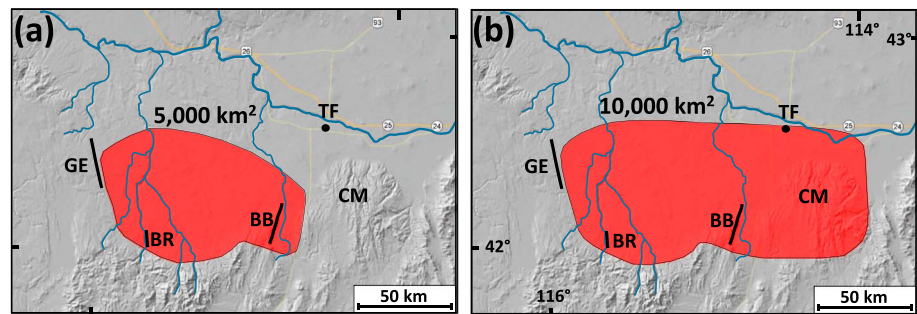 (a)
93
26
5,000 km²
TF
25
24
GE
CM
BB
BR
50 km
(b)
114°
43°
26
10,000 km²
TF
25
24
GE
CM
BB
BR
42°
116°
50 km